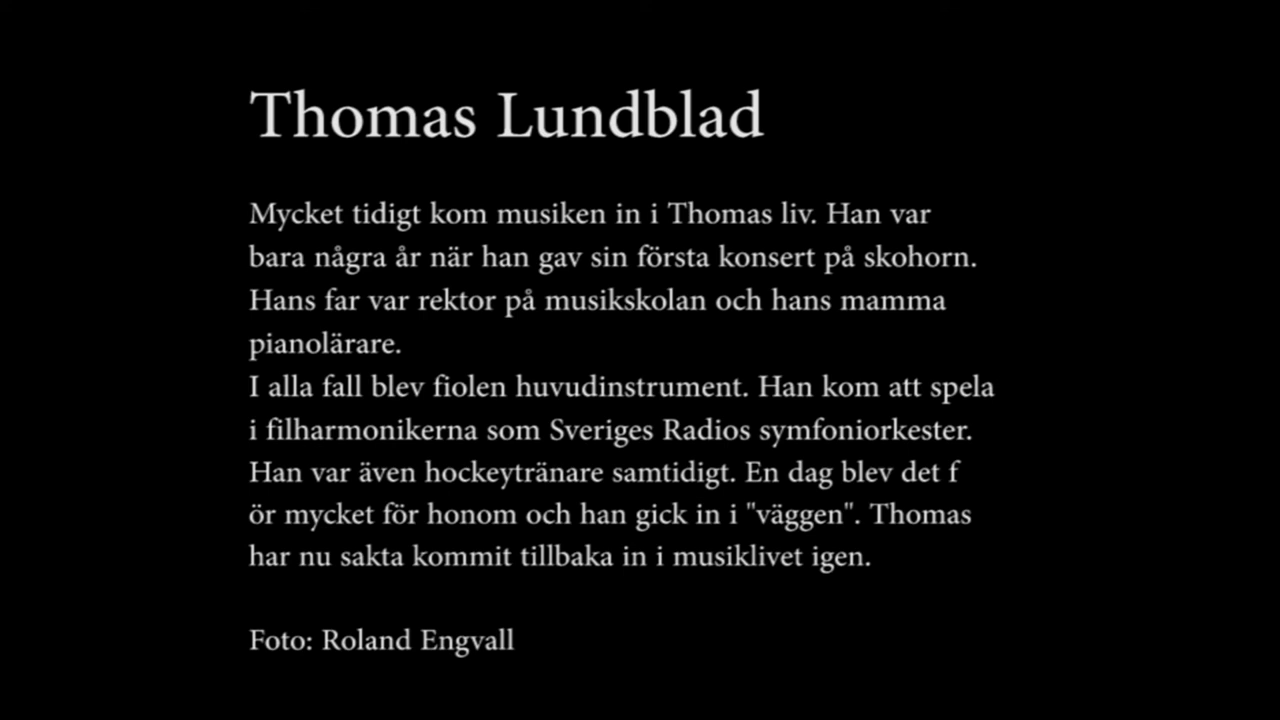 Thomas Lundblad
Mycket tidigt kom musiken in i Thomas liv. Han var
bara några år när han gav sin första konsert på skohorn.
Hans far var rektor på musikskolan och hans mamma
pianolärare.
I alla fall blev fiolen huvudinstrument. Han kom att spela
i filharmonikerna som Sveriges Radios symfoniorkester.
Han var även hockeytränare samtidigt. En dag blev det f
ör mycket för honom och han gick in i "väggen". Thomas
har nu sakta kommit tillbaka in i musiklivet igen.
Foto: Roland Engvall